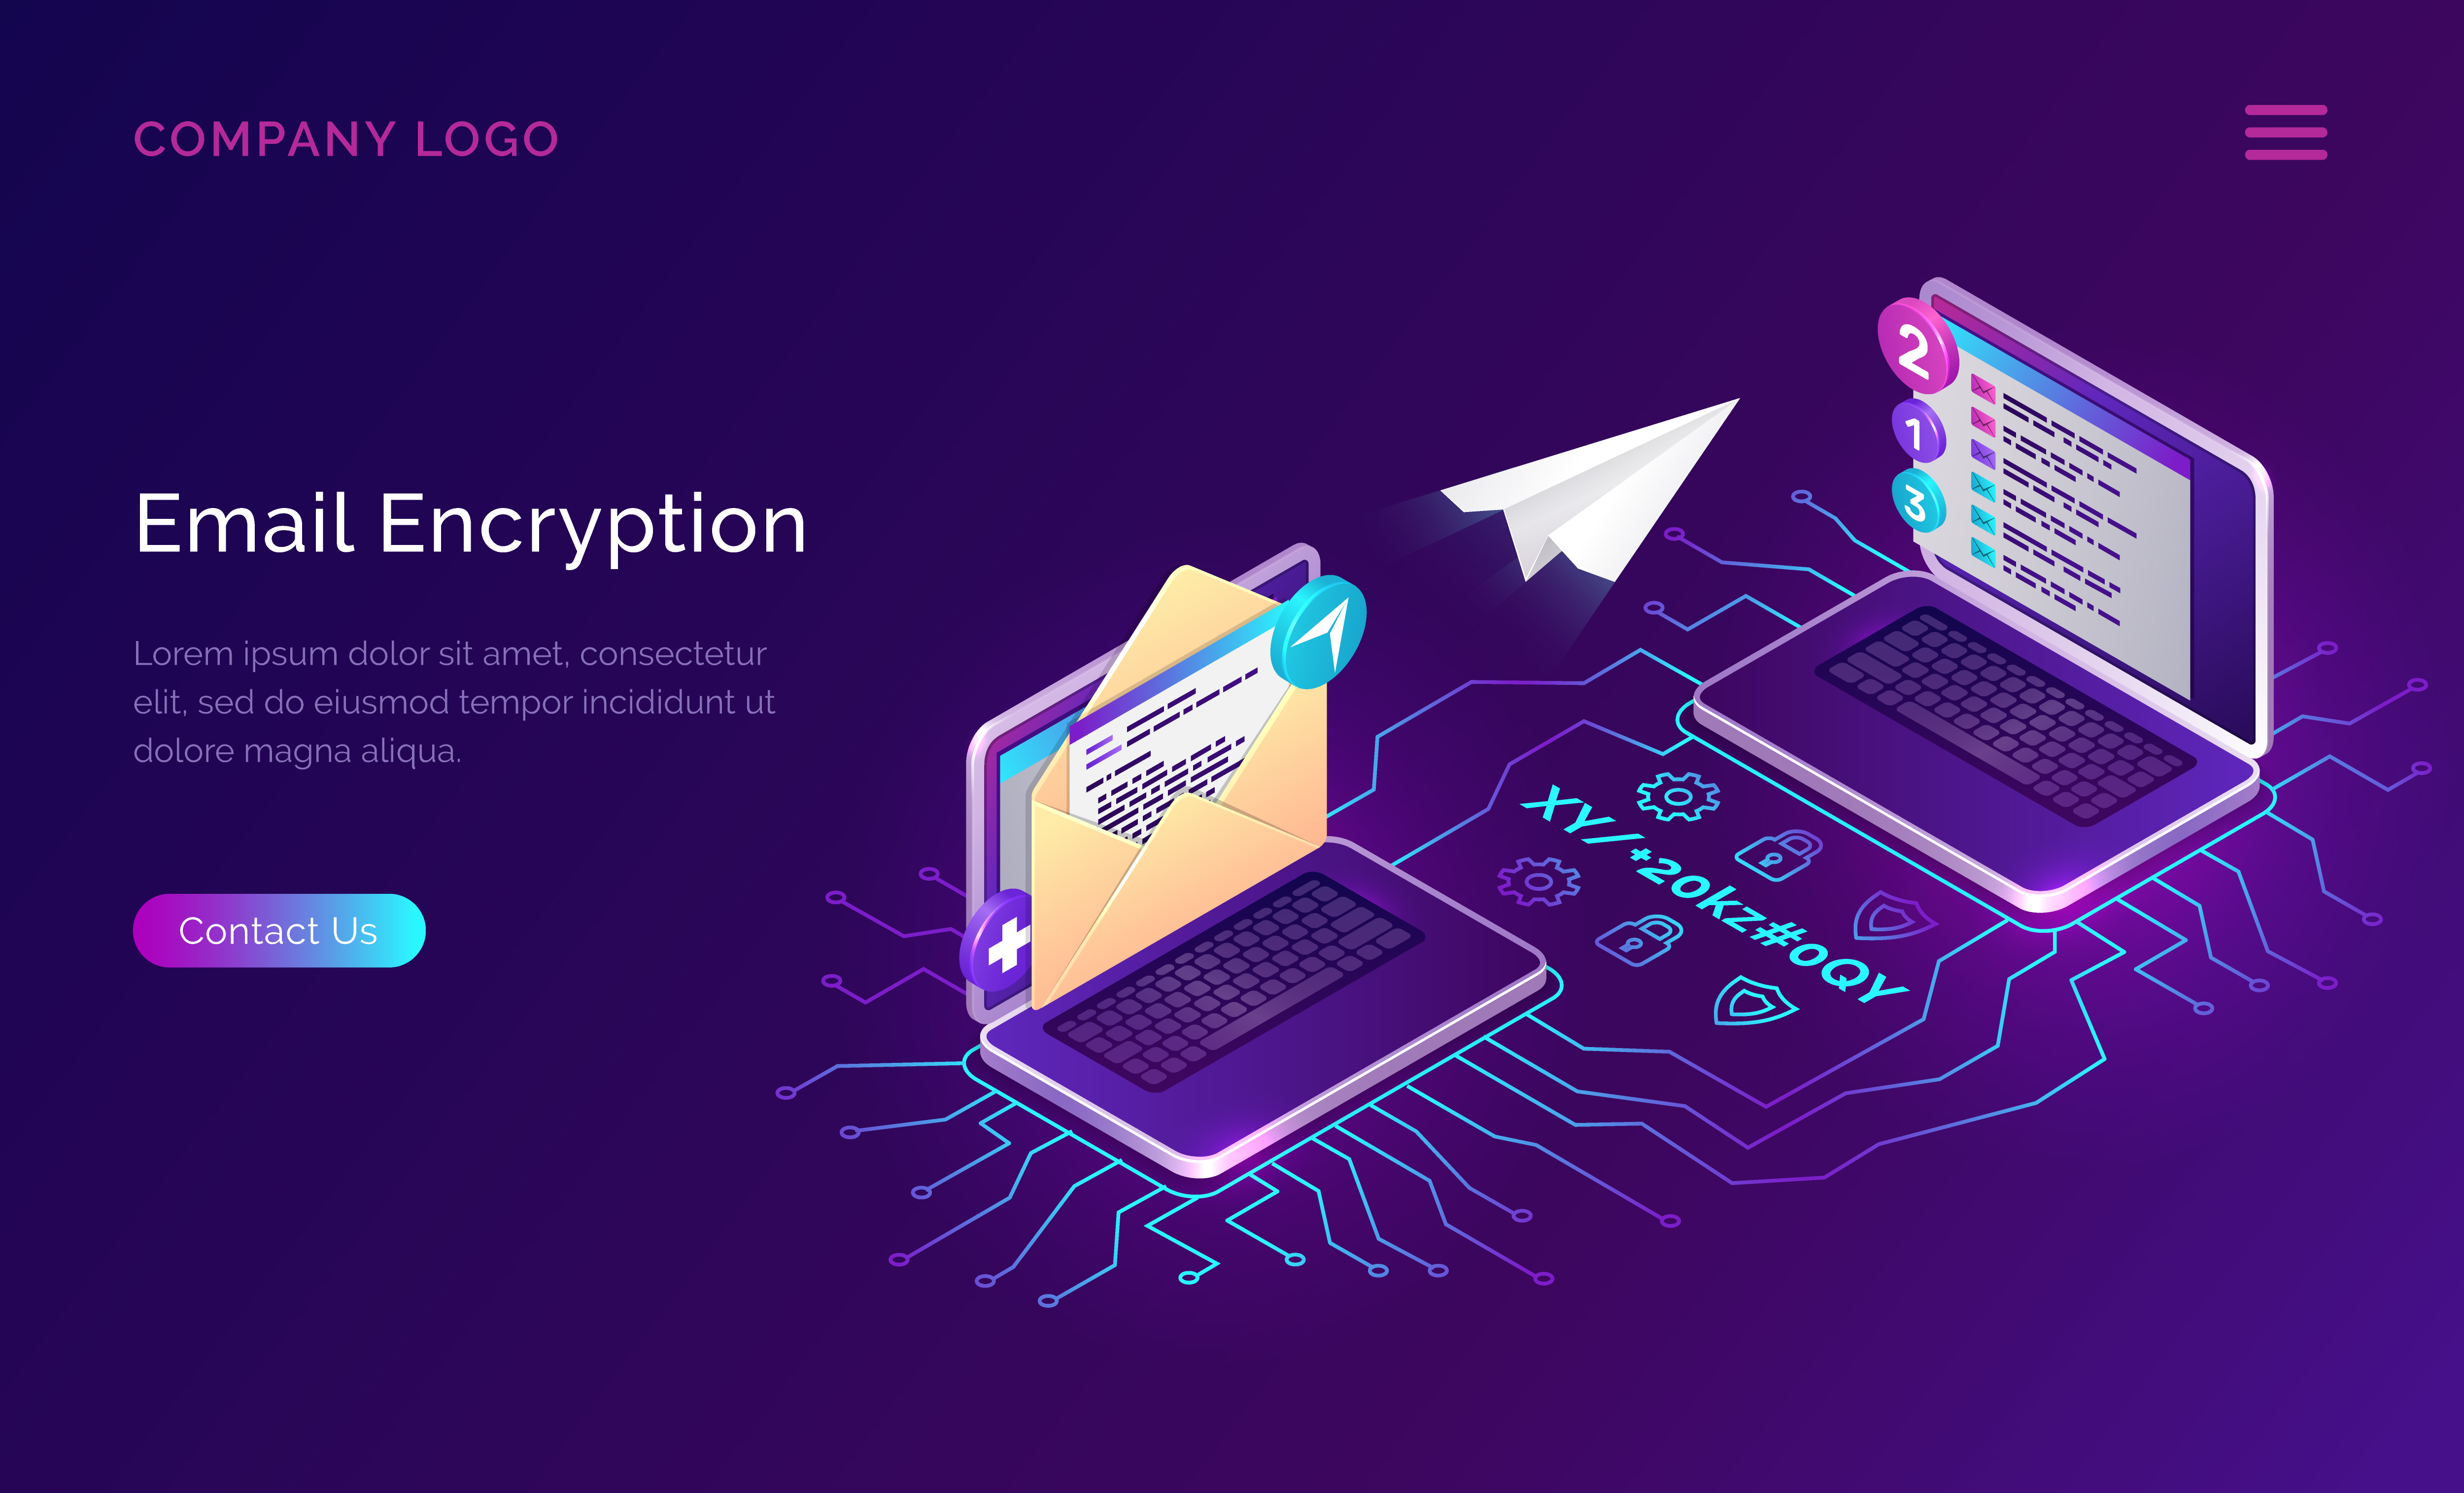 COMPANY LOGO
Email Encryption
Lorem ipsum dolor sit amet, consectetur
elit, sed do eiusmod tempor incididunt ut
dolore magna aliqua.
Contact Us
2
1
3
XY/*2okz#oQY